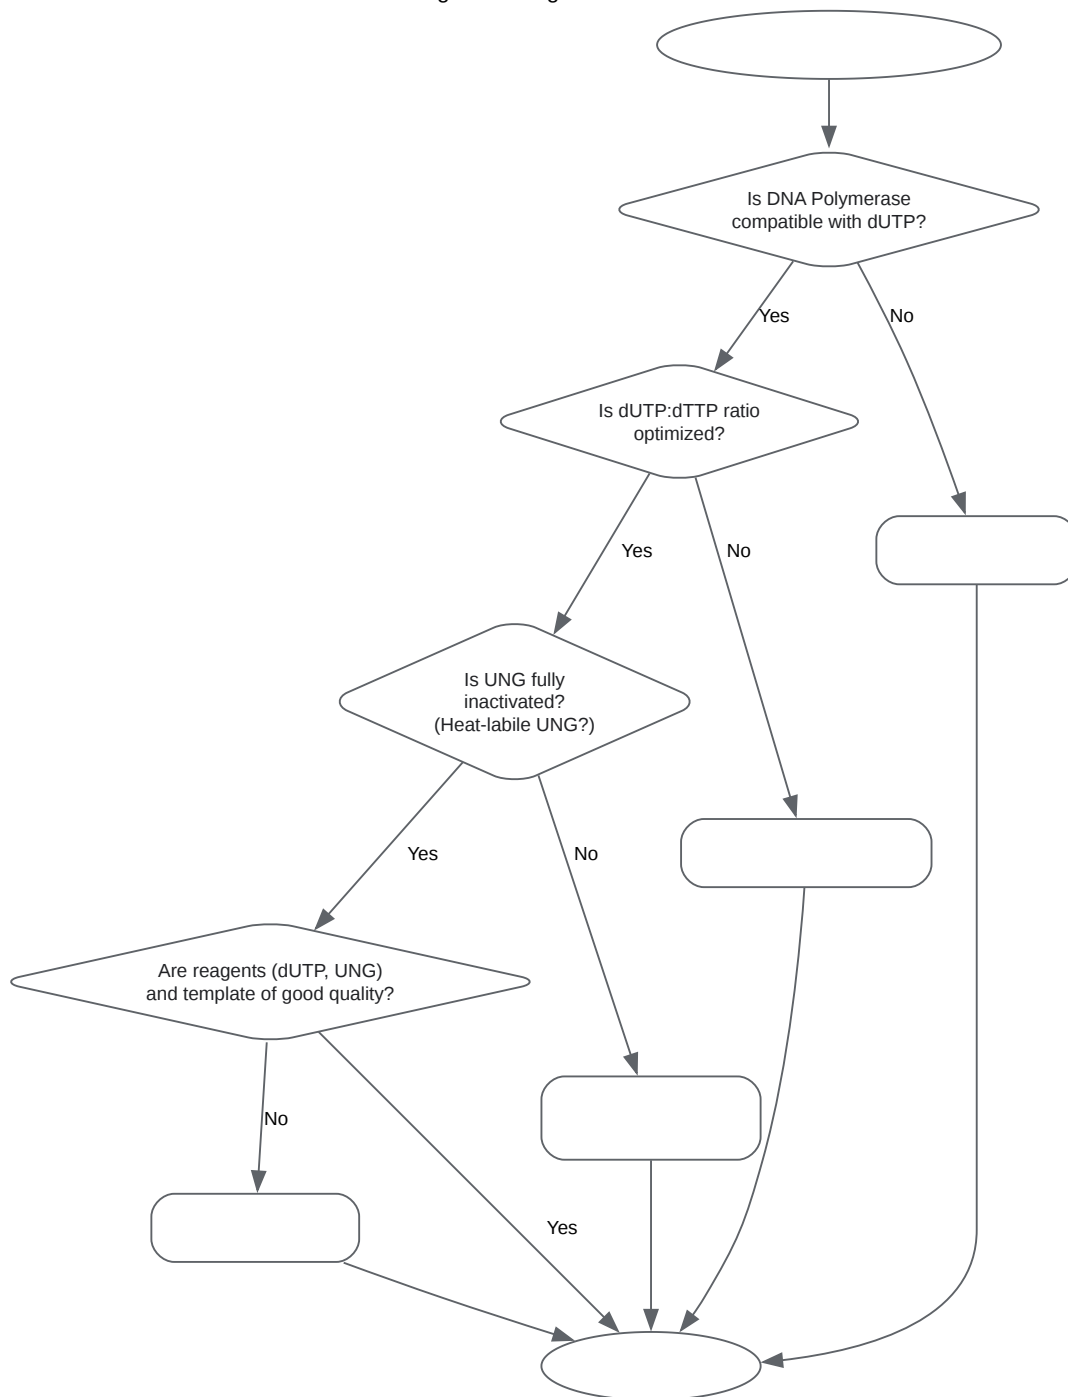 Is DNA Polymerase
compatible with dUTP?
Yes
No
Is dUTP:dTTP ratio
optimized?
Yes
No
Is UNG fully
inactivated?
(Heat-labile UNG?)
Yes
No
Are reagents (dUTP, UNG)
and template of good quality?
No
Yes